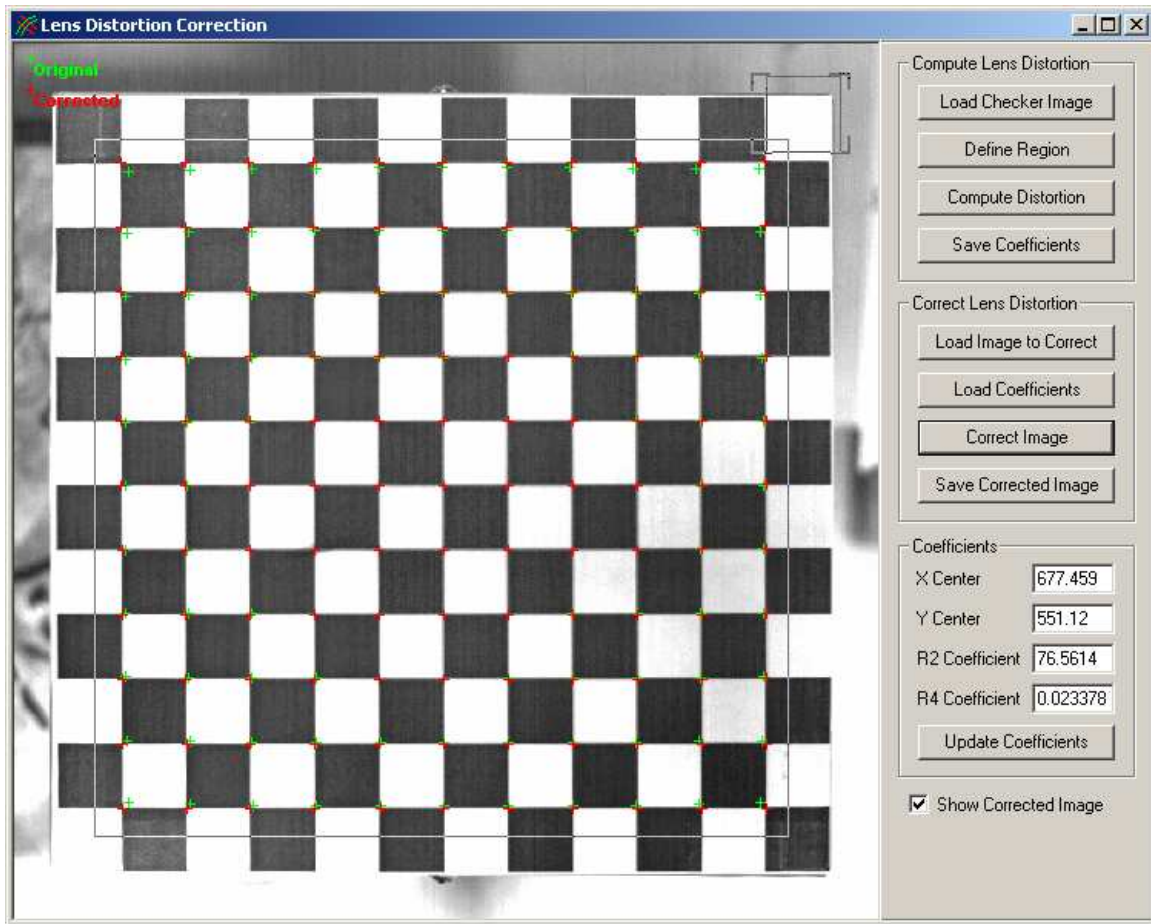 Lens Distortion Correction
Original
Corrected
Compute Lens Distortion
Load Checker Image
Define Region
Compute Distortion
Save Coefficients
Correct Lens Distortion
Load Image to Correct
Load Coefficients
Correct Image
Save Corrected Image
Coefficients
X Center 677.459
Y Center 551.12
R2 Coefficient 76.5614
R4 Coefficient 0.023378
Update Coefficients
Show Corrected Image